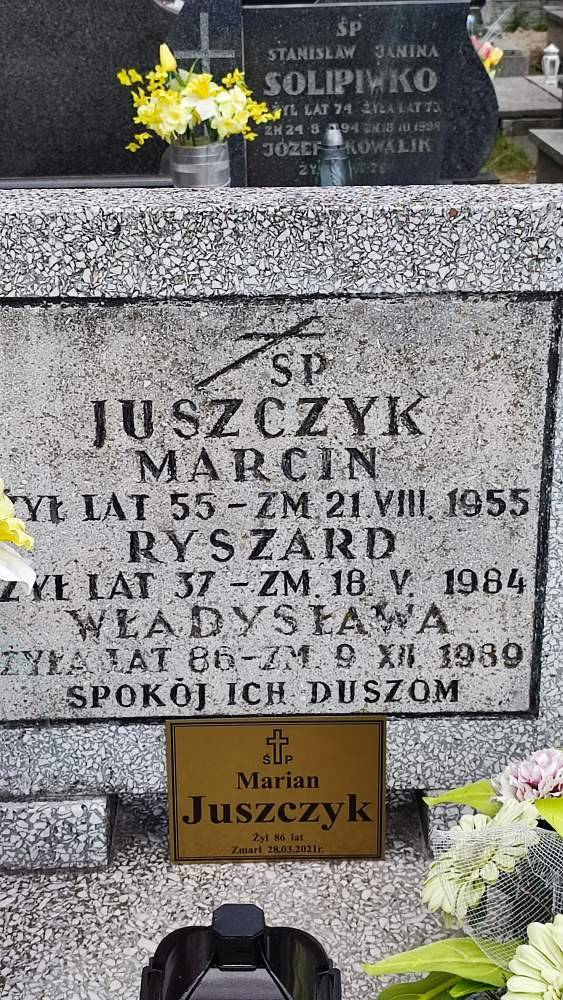 ŚP
STANISŁAW JANINA
SOLIPIWKO
ŻYŁ LAT 74 ŻYŁA LAT 73
ZM 24 8 94 ZM 18 10 1994
JÓZEF KOWALIK
ŚP
JUSZCZYK
MARCIN
ŻYŁ LAT 55 – ZM 21.VIII. 1955
RYSZARD
ŻYŁ LAT 37 – ZM. 18. V. 1984
WŁADYSŁAWA
ŻYŁA LAT 86 – ZM. 9 XII. 1989
SPOKÓJ ICH DUSZOM
Ś P
Marian
Juszczyk
Żył 86 lat
Zmarł 28.03.2021r.